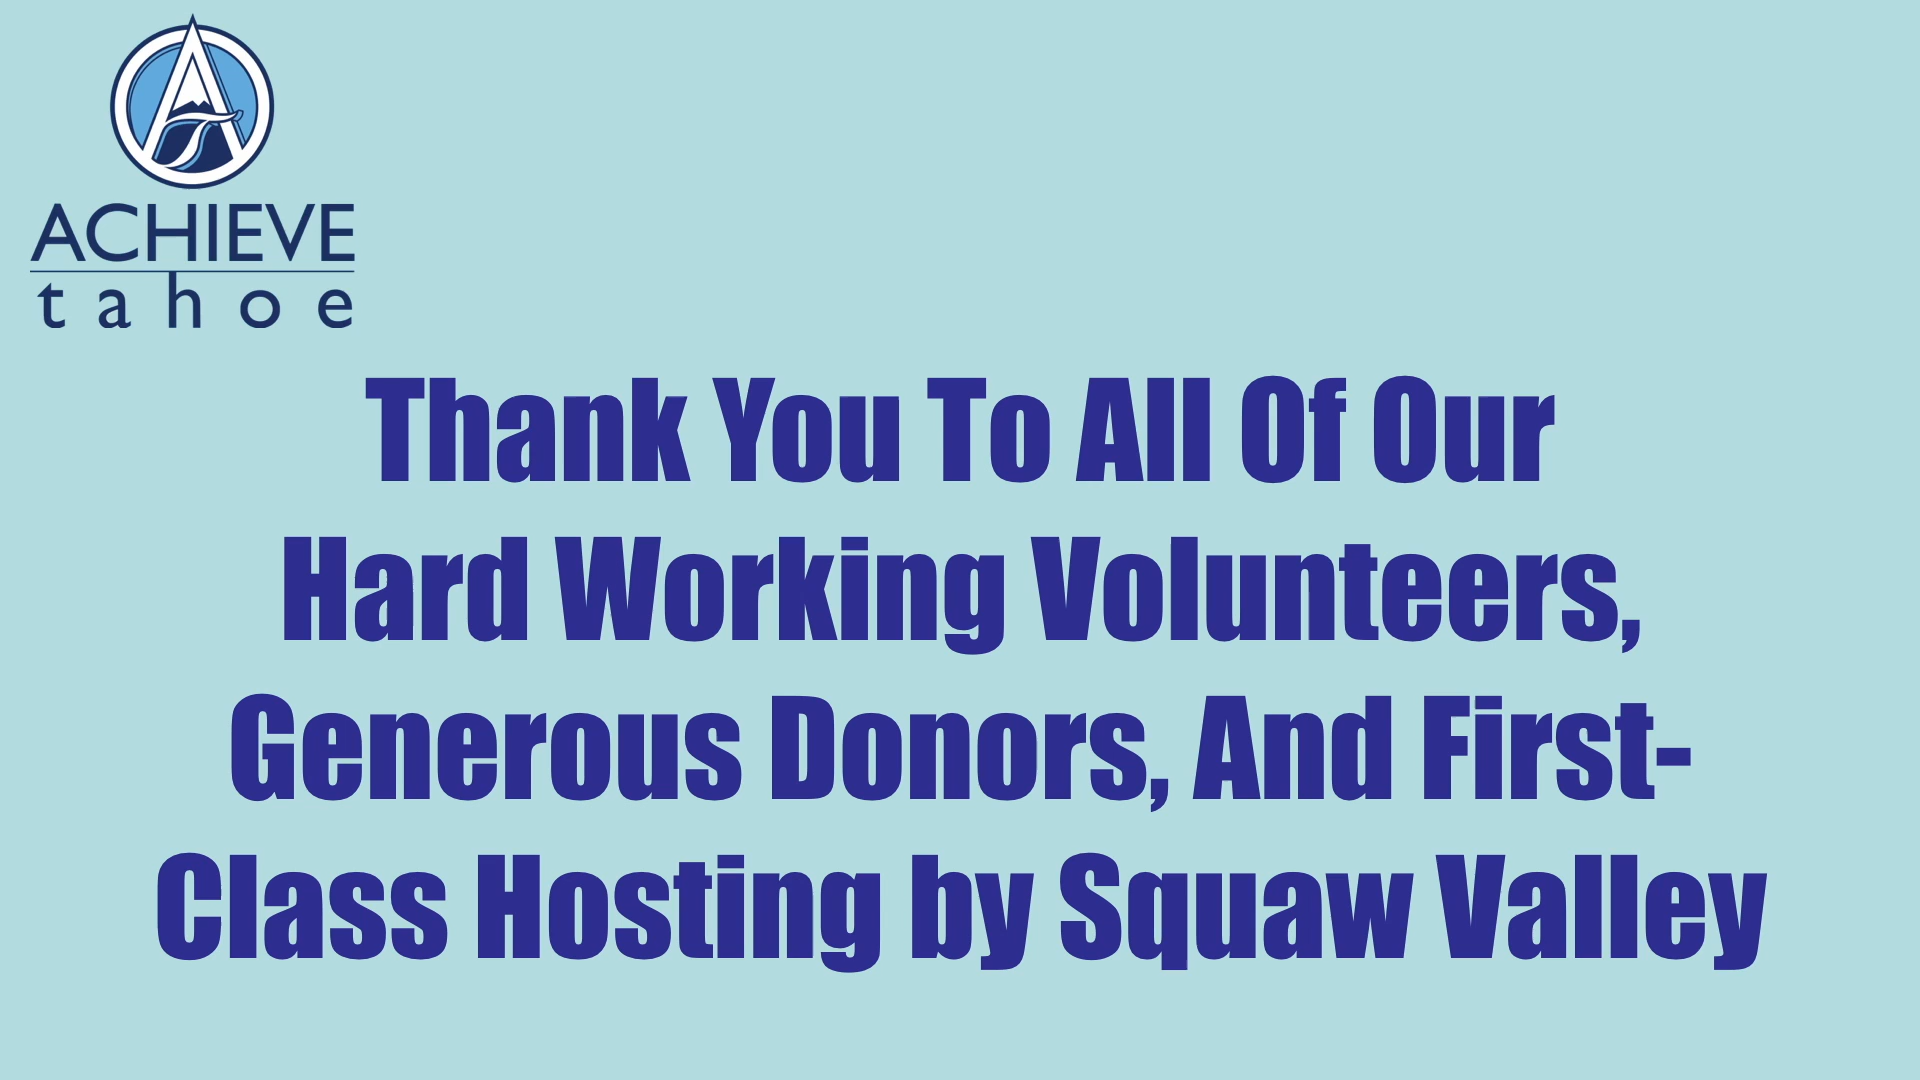 ACHIEVE
tahoe
Thank You To All Of Our
Hard Working Volunteers,
Generous Donors, And First-
Class Hosting by Squaw Valley